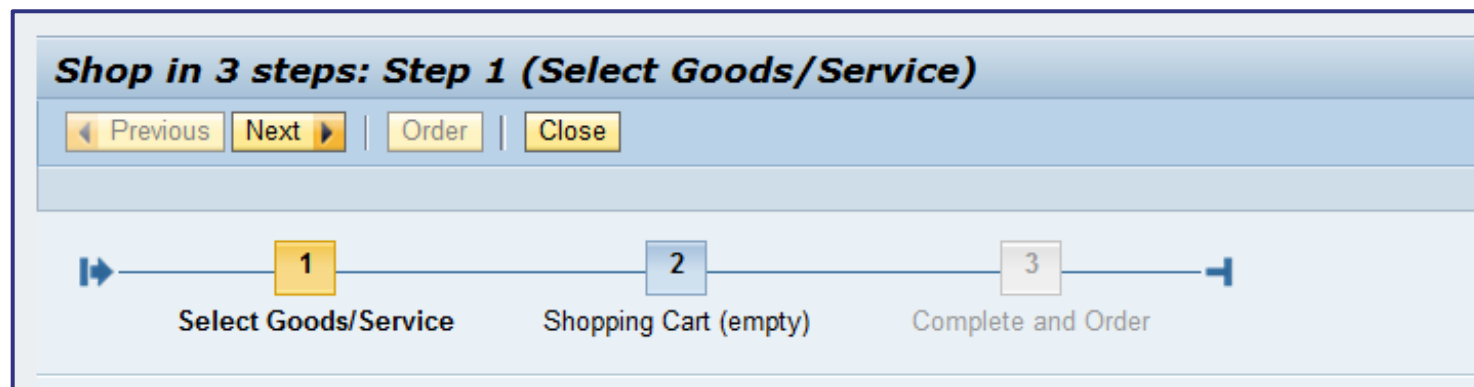 Shop in 3 steps: Step 1 (Select Goods/Service)
Previous Next Order Close
1 2 3
Select Goods/Service Shopping Cart (empty) Complete and Order